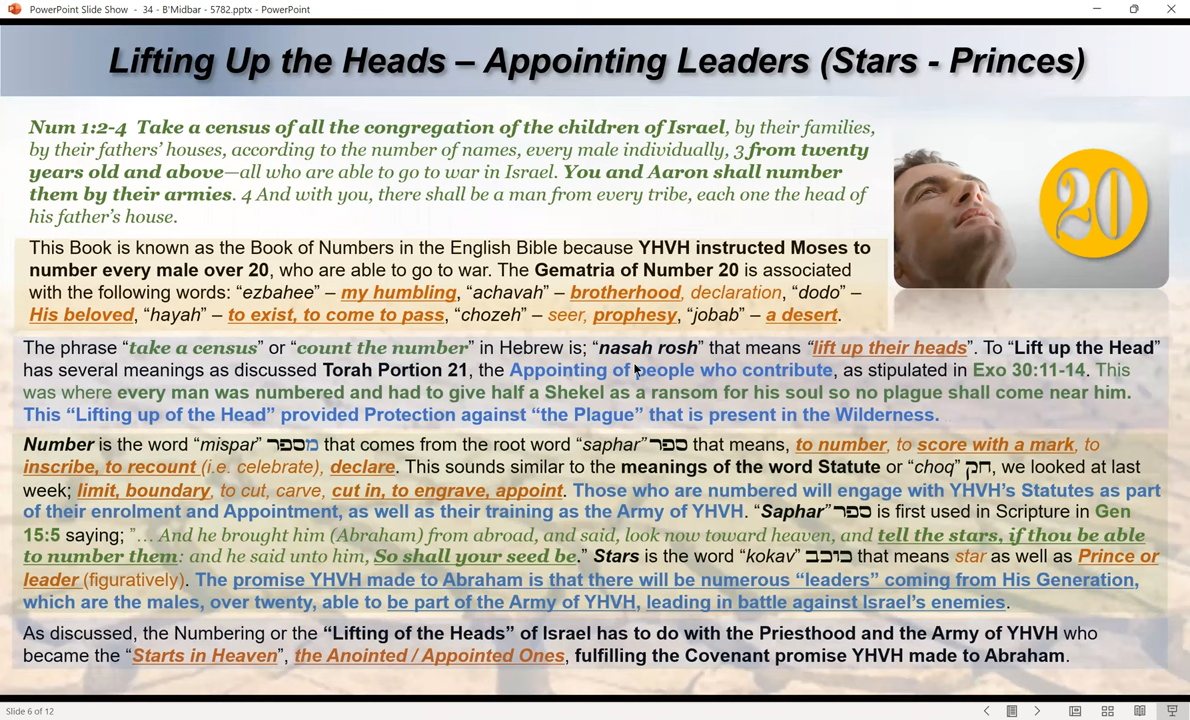 PowerPoint Slide Show - 34 - B'Midbar - 5782.pptx - PowerPoint
Lifting Up the Heads – Appointing Leaders (Stars - Princes)
Num 1:2-4 Take a census of all the congregation of the children of Israel, by their families,
by their fathers' houses, according to the number of names, every male individually, 3 from twenty
years old and above—all who are able to go to war in Israel. You and Aaron shall number
them by their armies. 4 And with you, there shall be a man from every tribe, each one the head of
his father's house.
20
This Book is known as the Book of Numbers in the English Bible because YHVH instructed Moses to
number every male over 20, who are able to go to war. The Gematria of Number 20 is associated
with the following words: “ezbahee” – my humbling, “achavah” – brotherhood, declaration, “dodo” –
His beloved, “hayah” – to exist, to come to pass, “chozeh” – seer, prophesy, “jobab” – a desert.
The phrase “take a census” or “count the number” in Hebrew is; “nasah rosh” that means “lift up their heads”. To “Lift up the Head”
has several meanings as discussed Torah Portion 21, the Appointing of people who contribute, as stipulated in Exo 30:11-14. This
was where every man was numbered and had to give half a Shekel as a ransom for his soul so no plague shall come near him.
This “Lifting up of the Head” provided Protection against “the Plague” that is present in the Wilderness.
Number is the word “mispar” מספר that comes from the root word “saphar” ספר that means, to number, to score with a mark, to
inscribe, to recount (i.e. celebrate), declare. This sounds similar to the meanings of the word Statute or “choq” חק, we looked at last
week; limit, boundary, to cut, carve, cut in, to engrave, appoint. Those who are numbered will engage with YHVH's Statutes as part
of their enrolment and Appointment, as well as their training as the Army of YHVH. “Saphar” ספר is first used in Scripture in Gen
15:5 saying; ”… And he brought him (Abraham) from abroad, and said, look now toward heaven, and tell the stars, if thou be able
to number them: and he said unto him, So shall your seed be.” Stars is the word “kokav” כוכב that means star as well as Prince or
leader (figuratively). The promise YHVH made to Abraham is that there will be numerous “leaders” coming from His Generation,
which are the males, over twenty, able to be part of the Army of YHVH, leading in battle against Israel's enemies.
As discussed, the Numbering or the “Lifting of the Heads” of Israel has to do with the Priesthood and the Army of YHVH who
became the “Starts in Heaven”, the Anointed / Appointed Ones, fulfilling the Covenant promise YHVH made to Abraham.
Slide 6 of 12